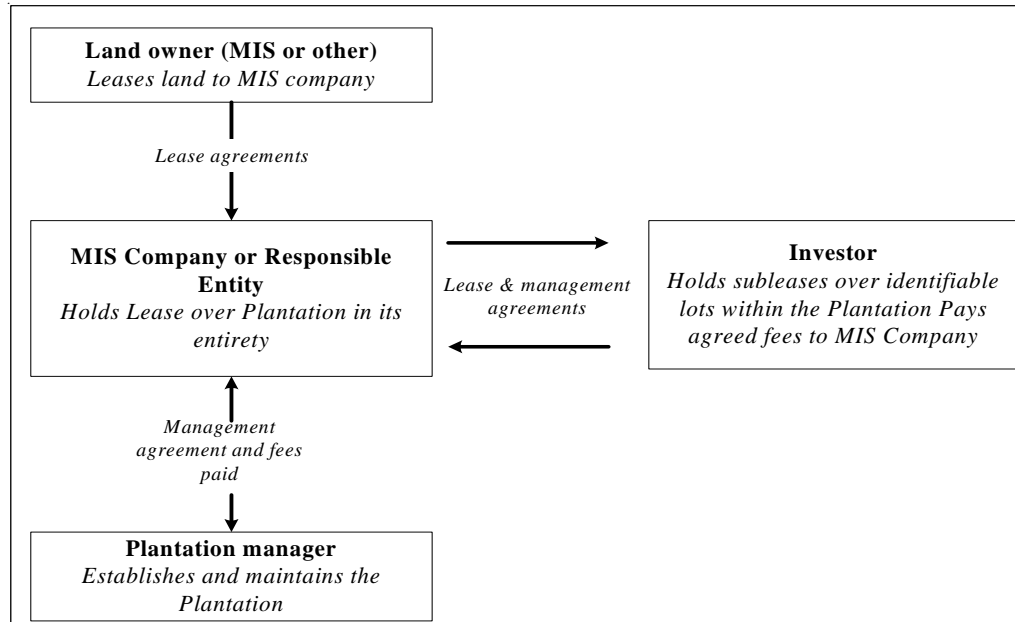 Land owner (MIS or other)
Leases land to MIS company
Lease agreements
MIS Company or Responsible
Entity
Holds Lease over Plantation in its
entirety
Lease & management
agreements
Investor
Holds subleases over identifiable
lots within the Plantation Pays
agreed fees to MIS Company
Management
agreement and fees
paid
Plantation manager
Establishes and maintains the
Plantation